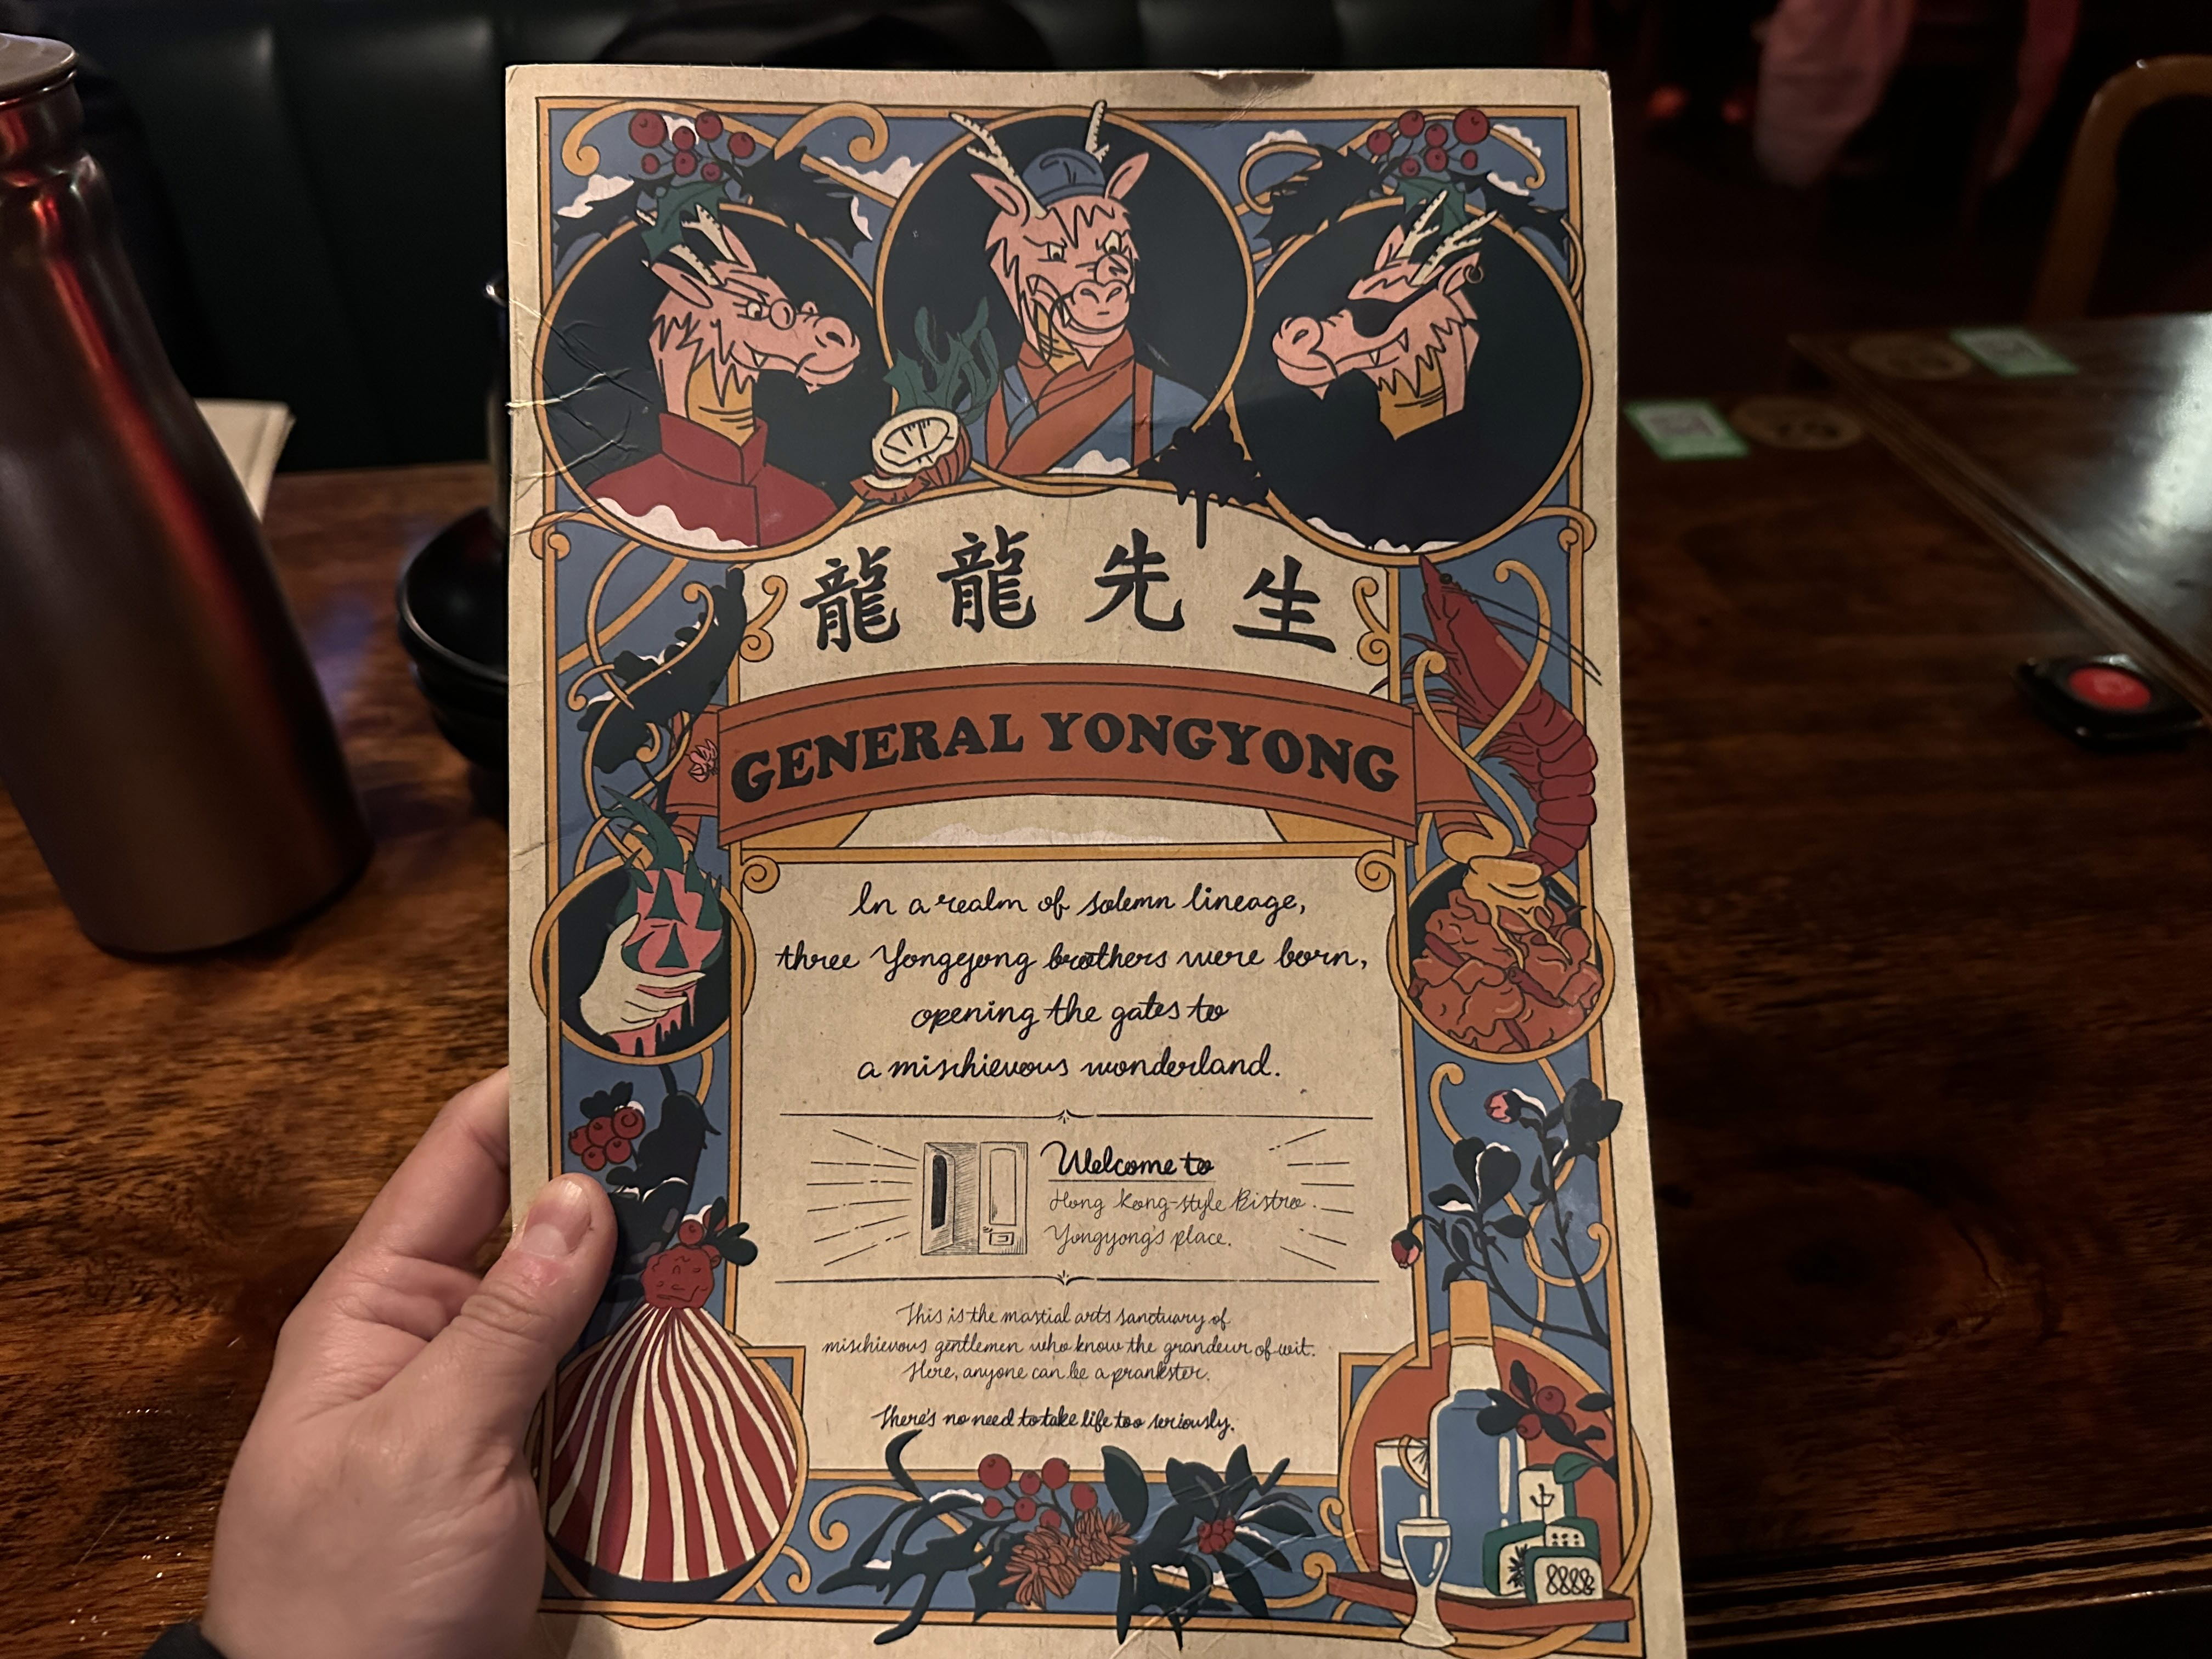 龍龍先生
GENERAL YONGYONG
In a realm of solemn lineage,
three Yongyong brothers were born,
opening the gates to
a mischievous wonderland.
Welcome to
Hong Kong-style Bistro.
Yongyong's place.
This is the martial arts sanctuary of
mischievous gentlemen who know the grandeur of wit.
Here, anyone can be a prankster.
There's no need to take life too seriously.